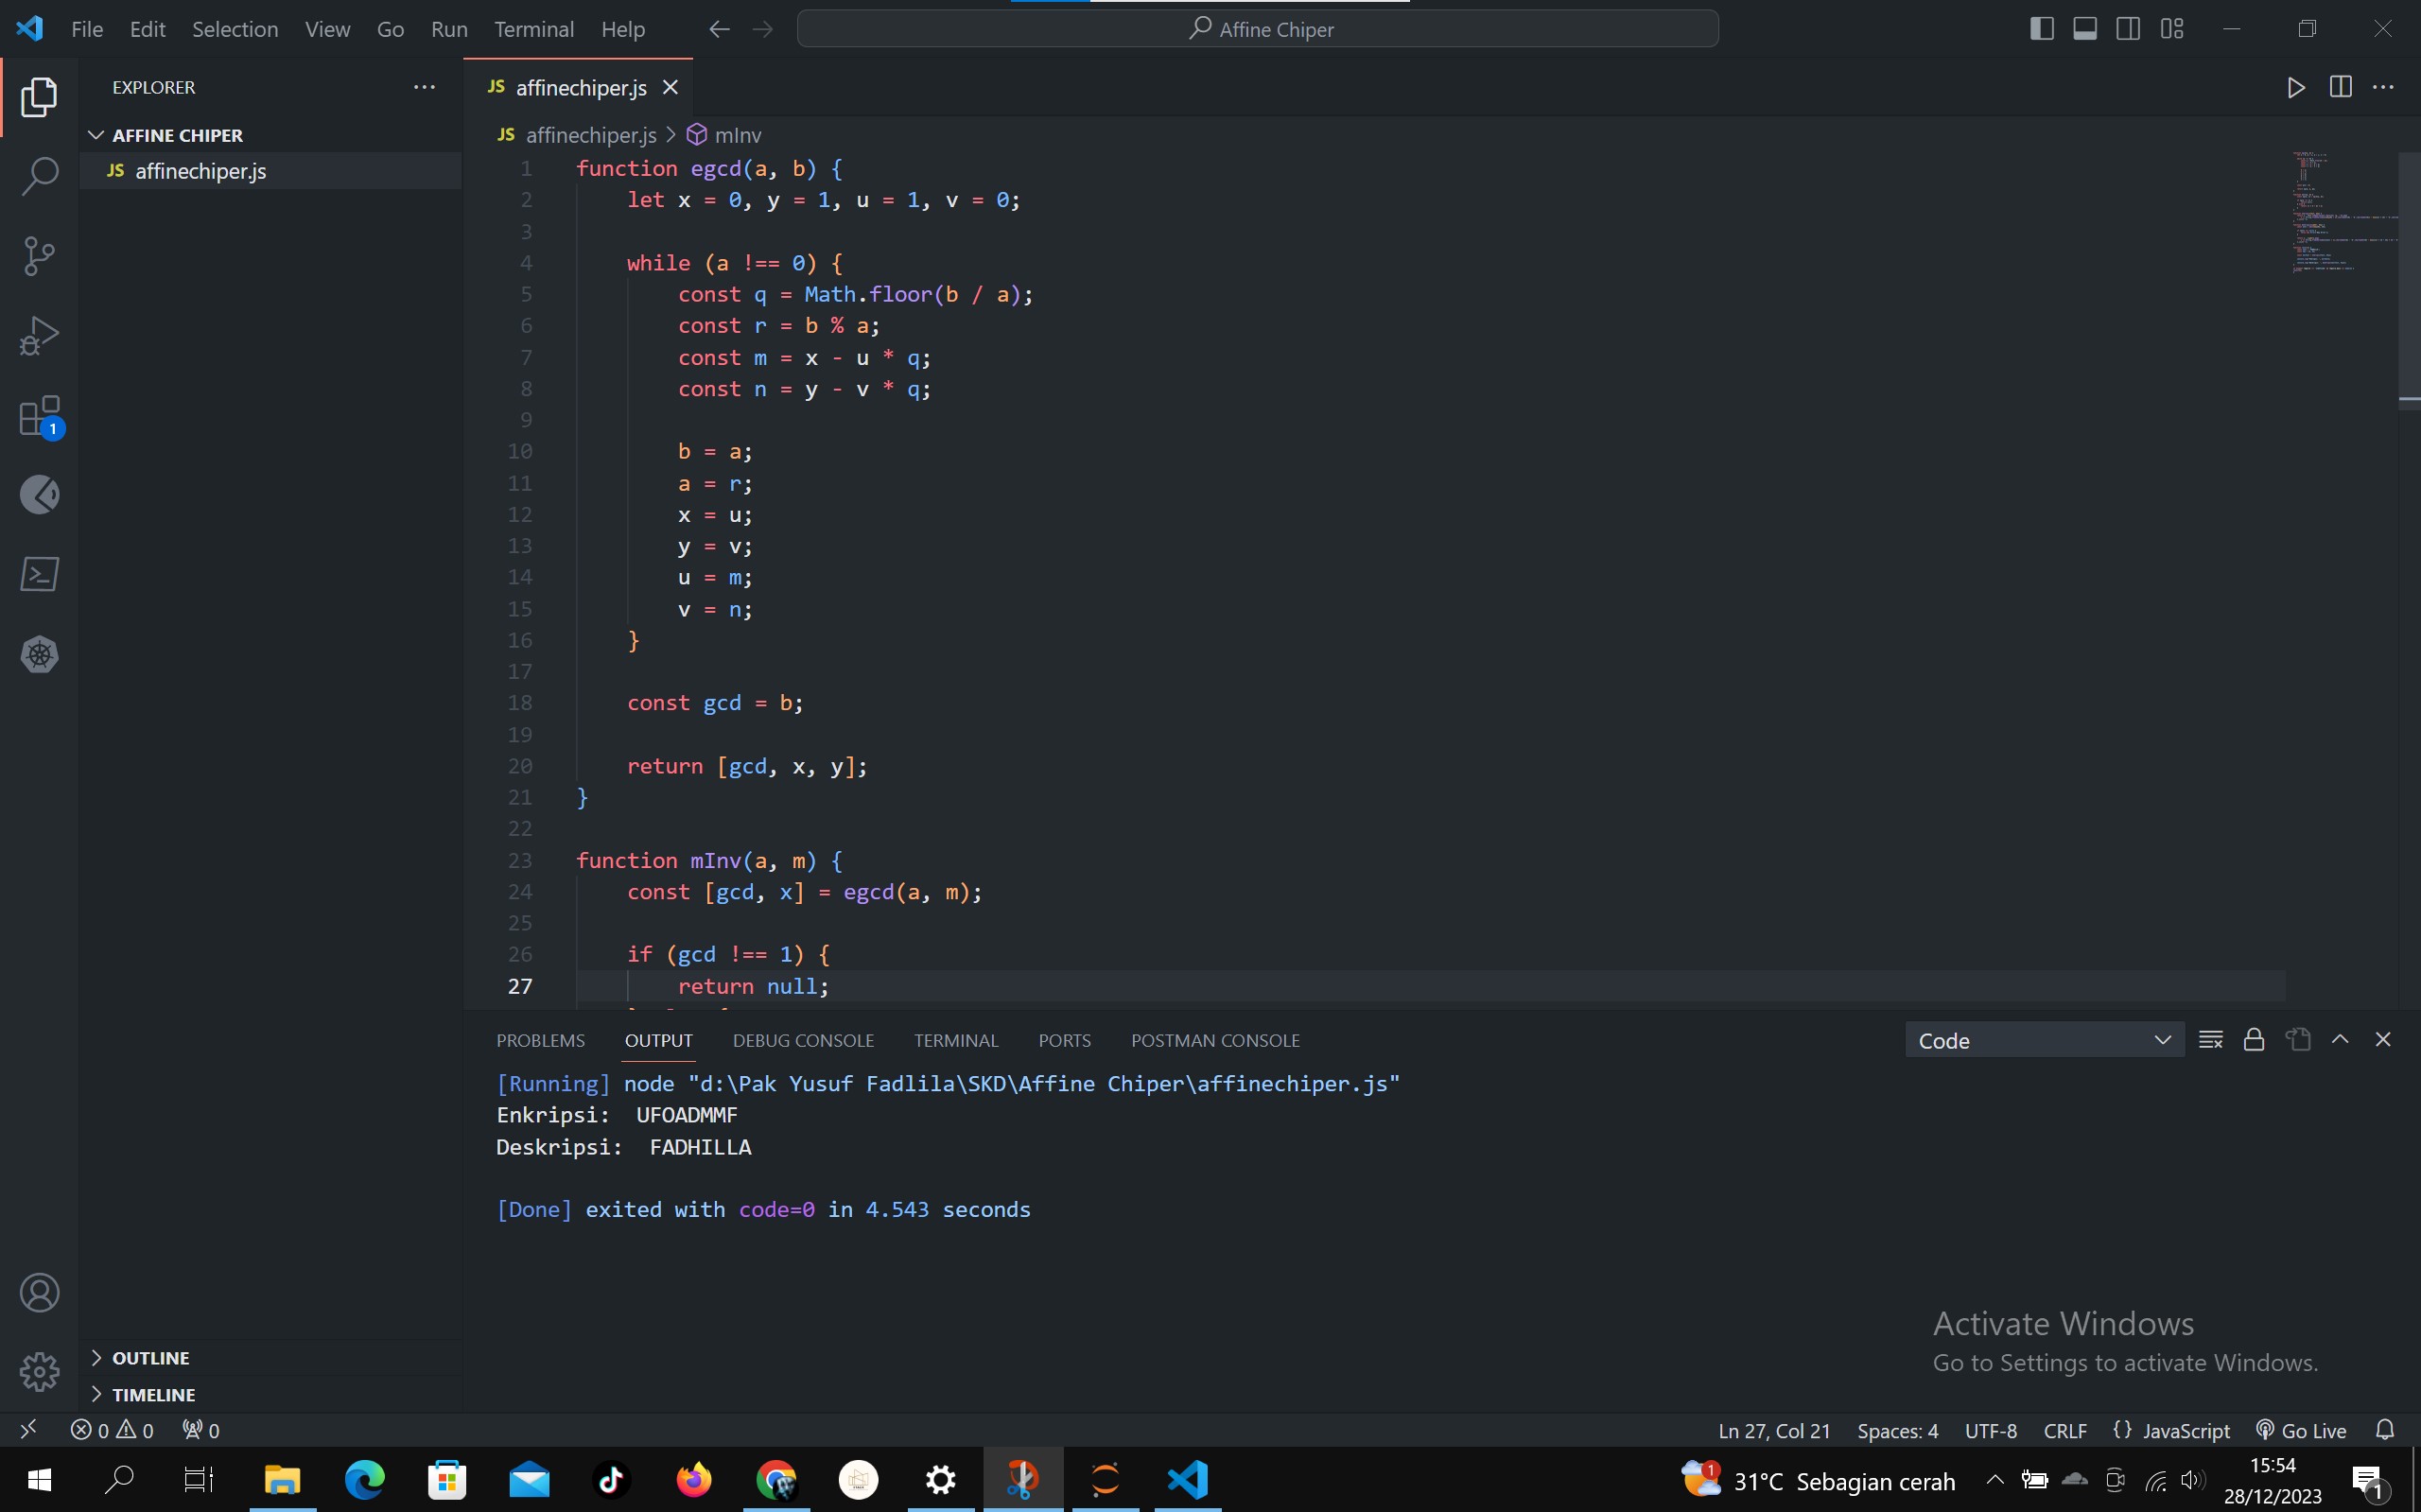 File Edit Selection View Go Run Terminal Help
Affine Chiper
EXPLORER
AFFINE CHIPER
JS affinechiper.js
JS affinechiper.js
JS affinechiper.js > mInv
1 function egcd(a, b) {
2 let x = 0, y = 1, u = 1, v = 0;
3
4 while (a !== 0) {
5 const q = Math.floor(b / a);
6 const r = b % a;
7 const m = x - u * q;
8 const n = y - v * q;
9
10 b = a;
11 a = r;
12 x = u;
13 y = v;
14 u = m;
15 v = n;
16 }
17
18 const gcd = b;
19
20 return [gcd, x, y];
21 }
22
23 function mInv(a, m) {
24 const [gcd, x] = egcd(a, m);
25
26 if (gcd !== 1) {
27 return null;
1
PROBLEMS OUTPUT DEBUG CONSOLE TERMINAL PORTS POSTMAN CONSOLE
Code
[Running] node "d:\Pak Yusuf Fadlila\SKD\Affine Chiper\affinechiper.js"
Enkripsi: UFOADMMF
Deskripsi: FADHILLA
[Done] exited with code=0 in 4.543 seconds
OUTLINE
TIMELINE
Activate Windows
Go to Settings to activate Windows.
0 0 0
Ln 27, Col 21 Spaces: 4 UTF-8 CRLF {} JavaScript Go Live
1 31°C Sebagian cerah
15:54
28/12/2023
1